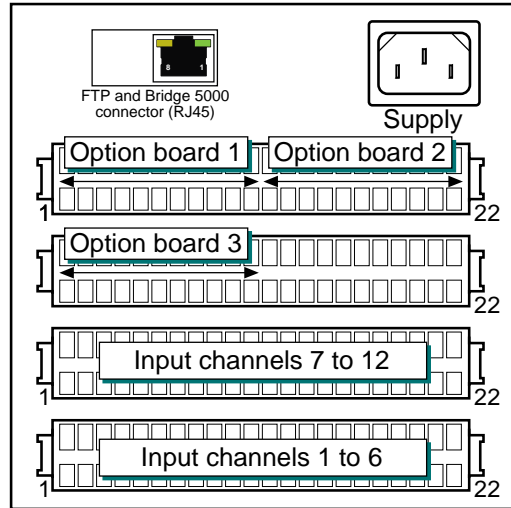 8 1
FTP and Bridge 5000
connector (RJ45)
Supply
Option board 1 Option board 2
1 22
Option board 3
22
Input channels 7 to 12
1 22
Input channels 1 to 6
1 22